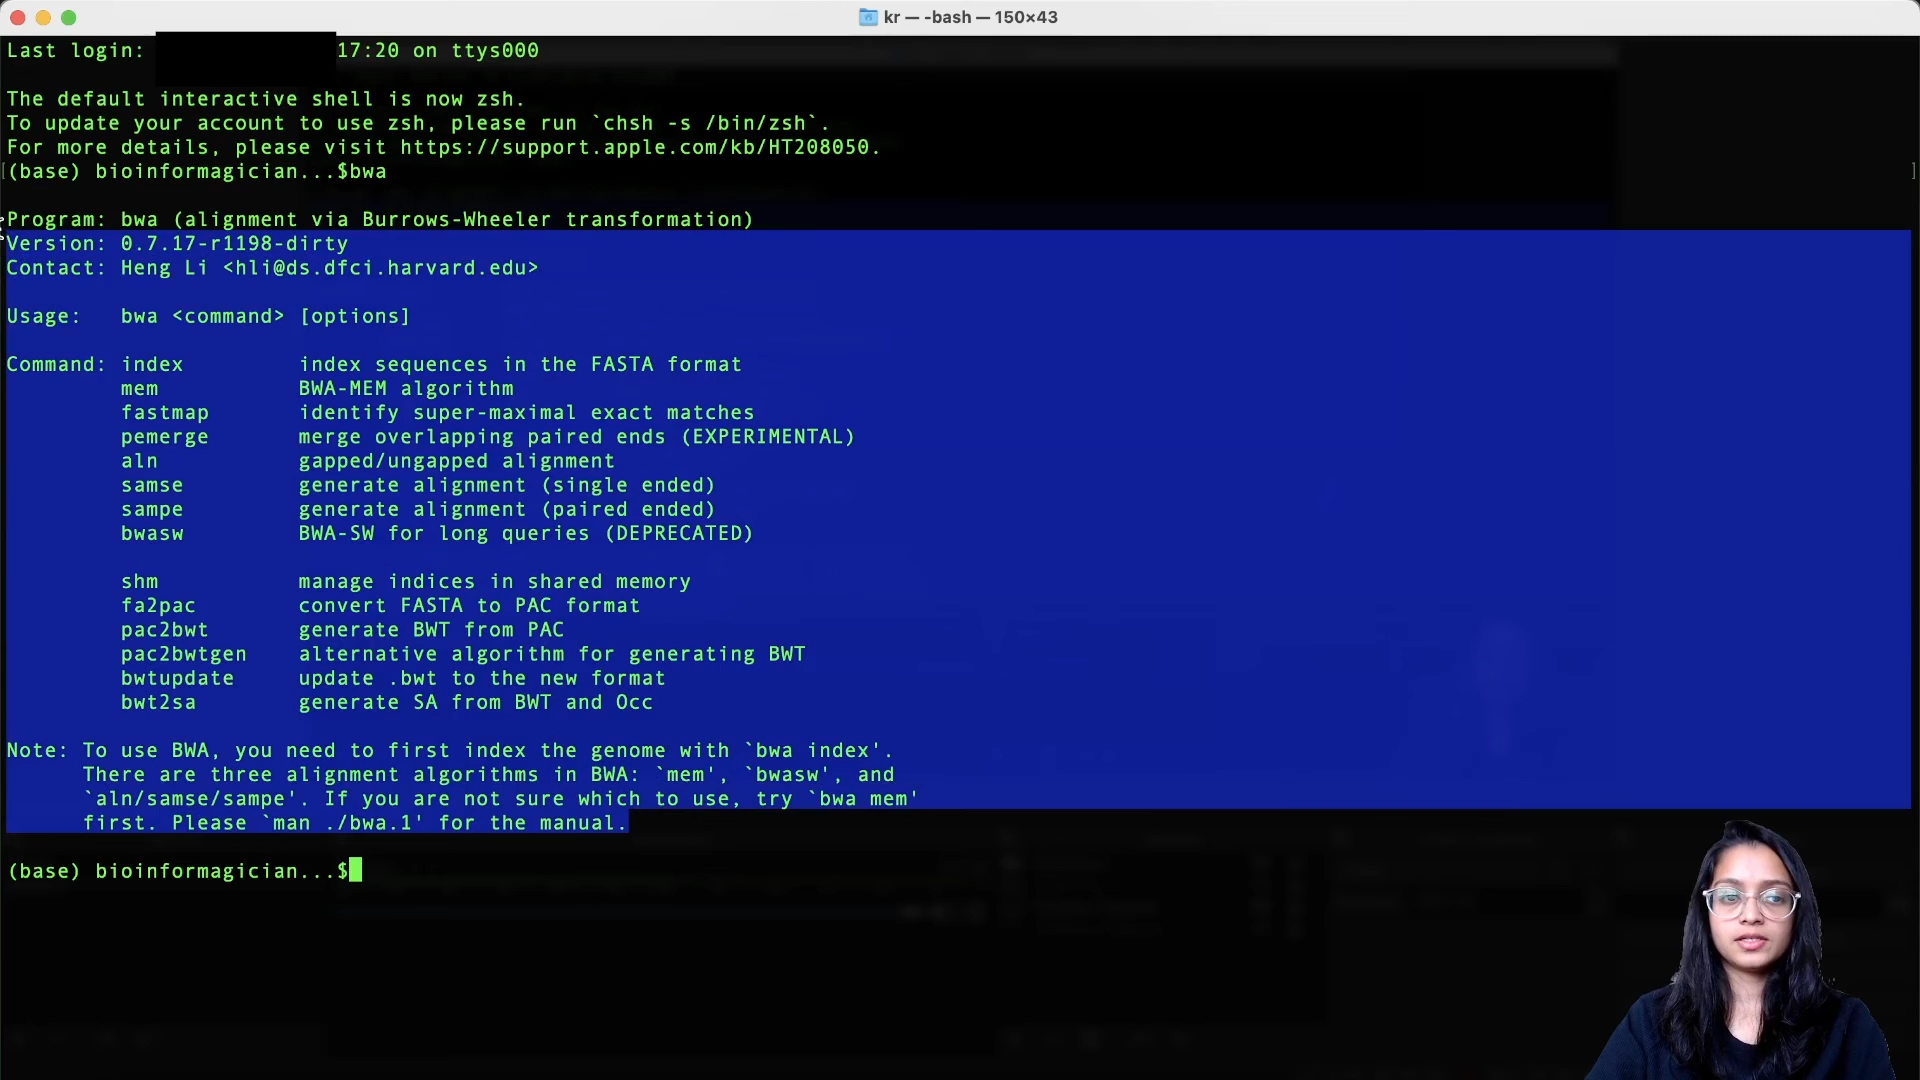 kr — -bash — 150×43
Last login: 17:20 on ttys000
The default interactive shell is now zsh.
To update your account to use zsh, please run `chsh -s /bin/zsh`.
For more details, please visit https://support.apple.com/kb/HT208050.
[(base) bioinformagician...$bwa ]
Program: bwa (alignment via Burrows-Wheeler transformation)
Version: 0.7.17-r1198-dirty
Contact: Heng Li <hli@ds.dfci.harvard.edu>
Usage:   bwa <command> [options]
Command: index         index sequences in the FASTA format
         mem           BWA-MEM algorithm
         fastmap       identify super-maximal exact matches
         pemerge       merge overlapping paired ends (EXPERIMENTAL)
         aln           gapped/ungapped alignment
         samse         generate alignment (single ended)
         sampe         generate alignment (paired ended)
         bwasw         BWA-SW for long queries (DEPRECATED)
         shm           manage indices in shared memory
         fa2pac        convert FASTA to PAC format
         pac2bwt       generate BWT from PAC
         pac2bwtgen    alternative algorithm for generating BWT
         bwtupdate     update .bwt to the new format
         bwt2sa        generate SA from BWT and Occ
Note: To use BWA, you need to first index the genome with `bwa index'.
      There are three alignment algorithms in BWA: `mem', `bwasw', and
      `aln/samse/sampe'. If you are not sure which to use, try `bwa mem'
      first. Please `man ./bwa.1' for the manual.
(base) bioinformagician...$